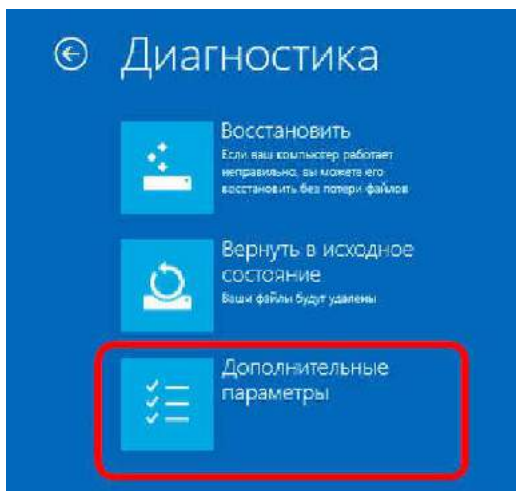 Диагностика
Восстановить
Если ваш компьютер работает
неправильно, вы можете его
восстановить без потери файлов
Вернуть в исходное
состояние
Ваши файлы будут удалены
Дополнительные
параметры